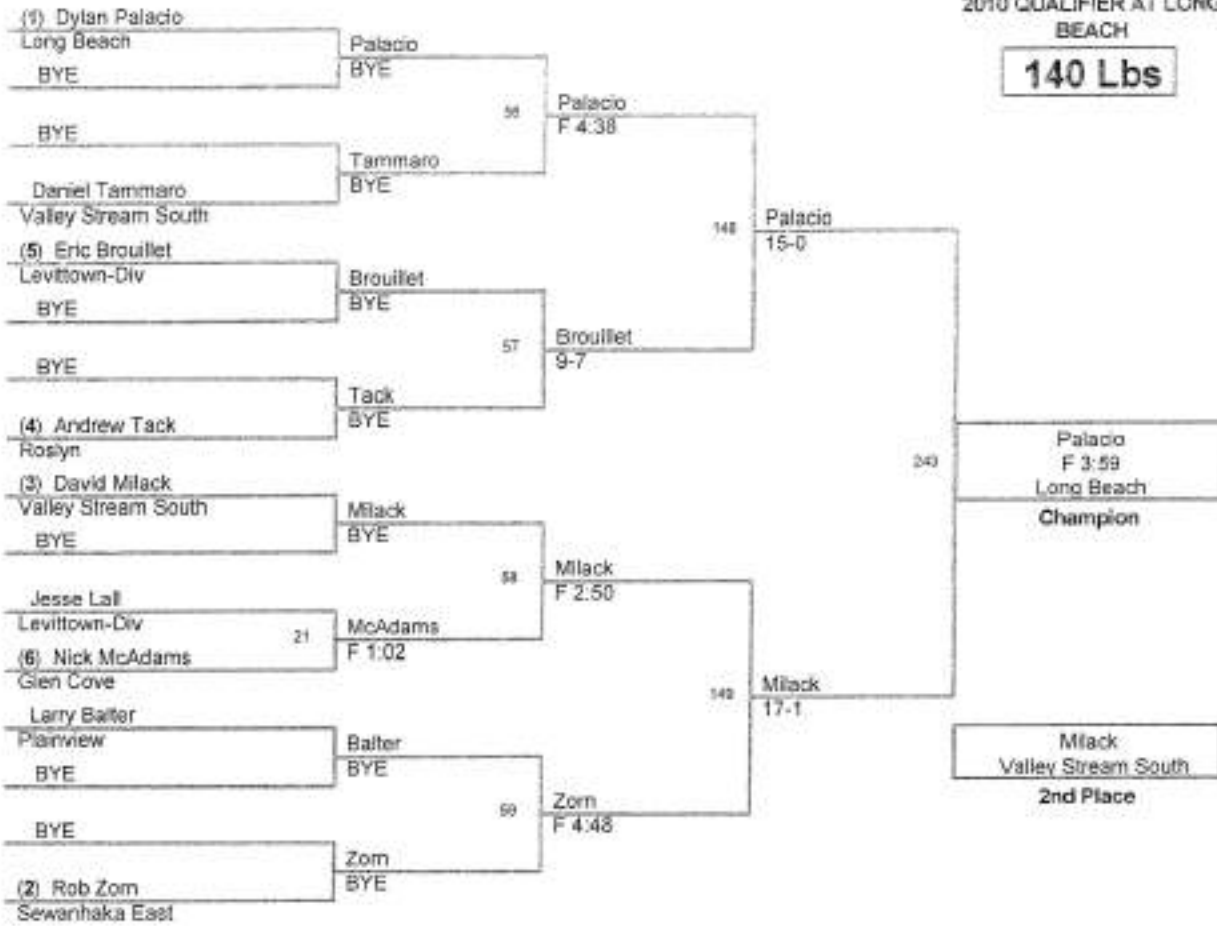 2010 QUALIFIER AT LONG
BEACH
140 Lbs
(1) Dylan Palacio
Long Beach
BYE
BYE
Daniel Tammaro
Valley Stream South
(5) Eric Brouillet
Levittown-Div
BYE
BYE
(4) Andrew Tack
Roslyn
(3) David Milack
Valley Stream South
BYE
Jesse Lall
Levittown-Div
(6) Nick McAdams
Glen Cove
Larry Balter
Plainview
BYE
BYE
(2) Rob Zorn
Sewanhaka East
Palacio
BYE
Tammaro
BYE
Brouillet
BYE
Tack
BYE
Milack
BYE
21
McAdams
F 1:02
Balter
BYE
Zorn
BYE
56
Palacio
F 4:38
57
Brouillet
9-7
58
Milack
F 2:50
59
Zorn
F 4:48
148
Palacio
15-0
149
Milack
17-1
243
Palacio
F 3:59
Long Beach
Champion
Milack
Valley Stream South
2nd Place